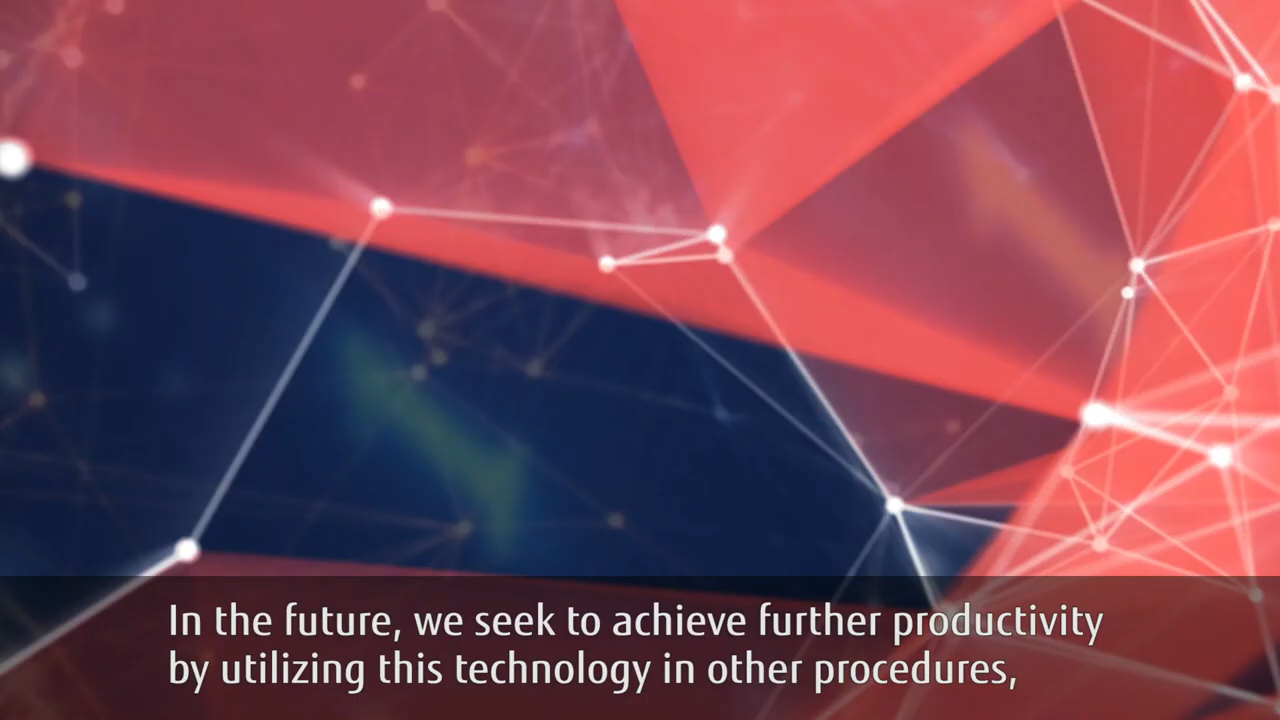 In the future, we seek to achieve further productivity
by utilizing this technology in other procedures,